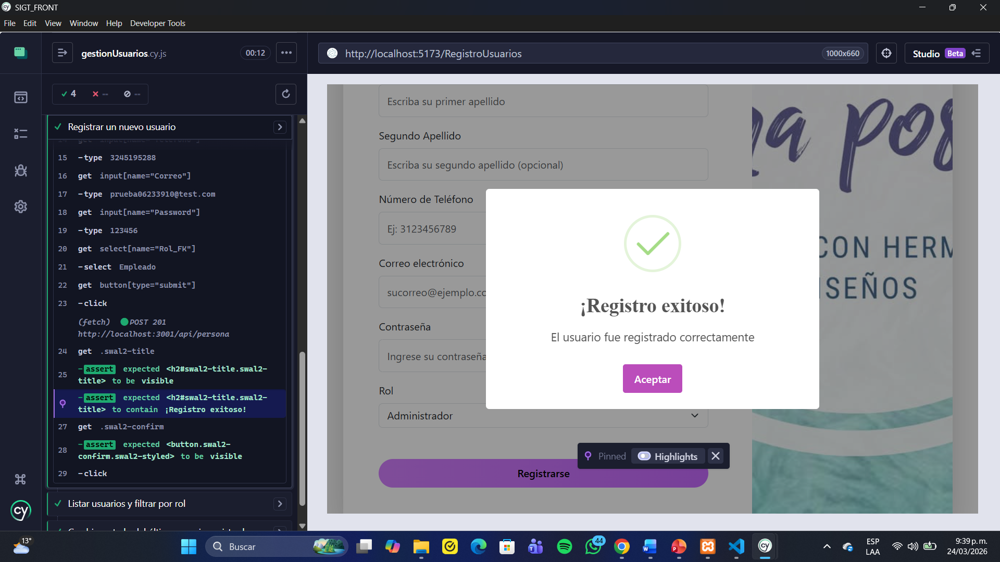 SIGT_FRONT
File Edit View Window Help Developer Tools
gestionUsuarios.cy.js
00:12
http://localhost:5173/RegistroUsuarios
1000x660
Studio Beta
4 -- --
Registrar un nuevo usuario
15 -type 3245195288
16 get input[name="Correo"]
17 -type prueba06233910@test.com
18 get input[name="Password"]
19 -type 123456
20 get select[name="Rol_FK"]
21 -select Empleado
22 get button[type="submit"]
23 -click
(fetch) POST 201
http://localhost:3001/api/persona
24 get .swal2-title
25 -assert expected <h2#swal2-title.swal2-
title> to be visible
-assert expected <h2#swal2-title.swal2-
title> to contain ¡Registro exitoso!
27 get .swal2-confirm
28 -assert expected <button.swal2-
confirm.swal2-styled> to be visible
29 -click
Listar usuarios y filtrar por rol
Escriba su primer apellido
Segundo Apellido
Escriba su segundo apellido (opcional)
Número de Teléfono
Ej: 3123456789
Correo electrónico
sucorreo@ejemplo.co
Contraseña
Ingrese su contraseña
Rol
Administrador
Registrarse
¡Registro exitoso!
El usuario fue registrado correctamente
Aceptar
Pinned Highlights
CON HERM
ISEÑOS
13°
Buscar
44
ESP
LAA
9:39 p. m.
24/03/2026